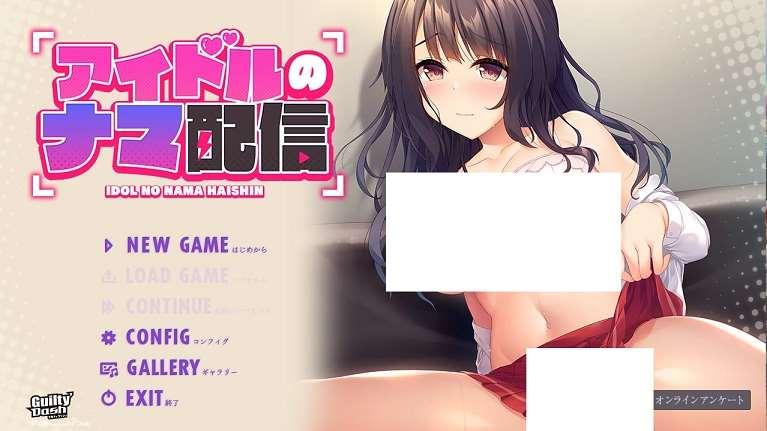 アイドルの
ナマ配信
IDOL NO NAMA HAISHIN
NEW GAME はじめから
LOAD GAME
CONTINUE
CONFIG コンフィグ
GALLERY ギャラリー
EXIT 終了
Guilty
Dash
オンラインアンケート